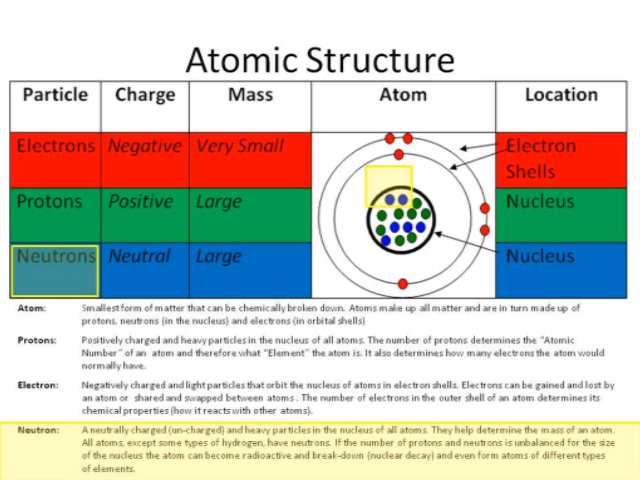 Atomic Structure
Particle Charge Mass Atom Location
Electrons Negative Very Small Electron
Shells
Protons Positive Large Nucleus
Neutrons Neutral Large Nucleus
Atom: Smallest form of matter that can be chemically broken down. Atoms make up all matter and are in turn made up of
protons, neutrons (in the nucleus) and electrons (in orbital shells)
Protons: Positively charged and heavy particles in the nucleus of all atoms. The number of protons determines the "Atomic
Number" of an atom and therefore what "Element" the atom is. It also determines how many electrons the atom would
normally have.
Electron: Negatively charged and light particles that orbit the nucleus of atoms in electron shells. Electrons can be gained and lost by
an atom or shared and swapped between atoms . The number of electrons in the outer shell of an atom determines its
chemical properties (how it reacts with other atoms).
Neutron: A neutrally charged (un-charged) and heavy particles in the nucleus of all atoms. They help determine the mass of an atom.
All atoms, except some types of hydrogen, have neutrons. If the number of protons and neutrons is unbalanced for the size
of the nucleus the atom can become radioactive and break-down (nuclear decay) and even form atoms of different types
of elements.